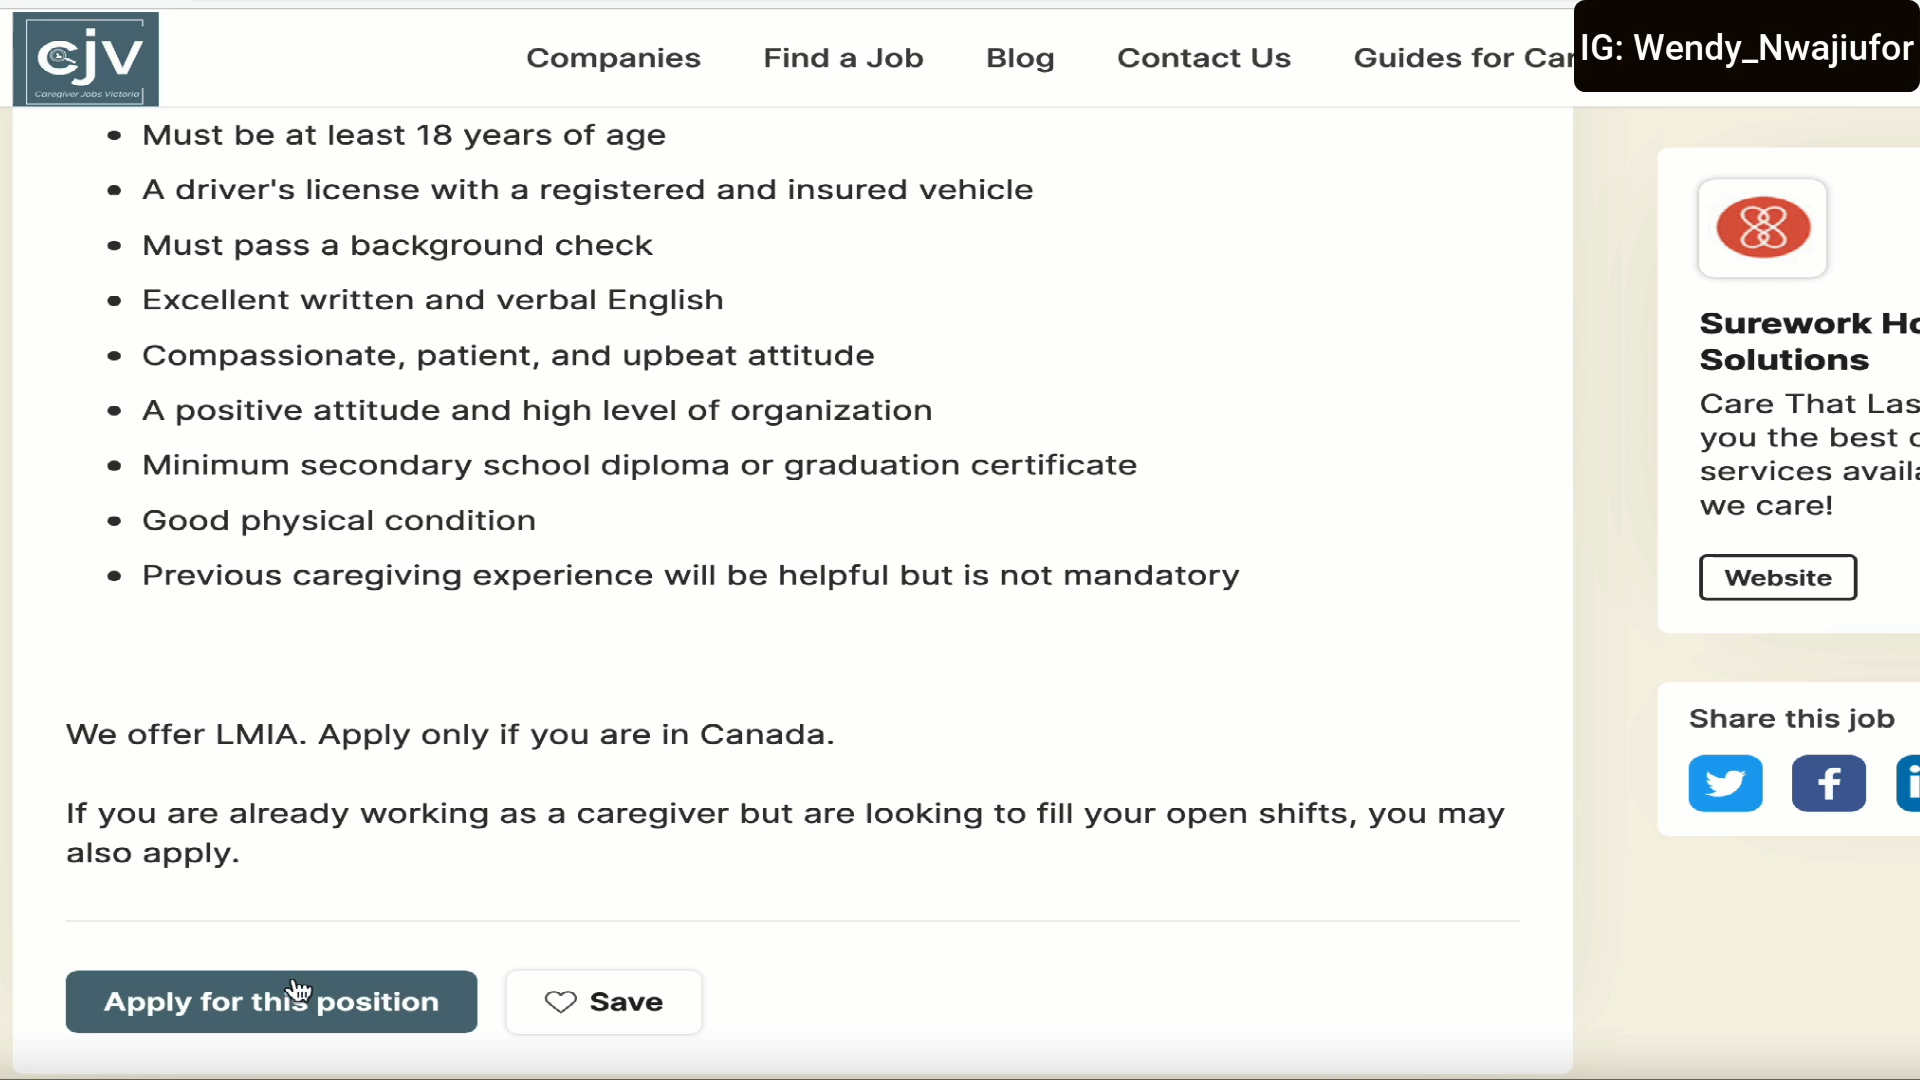 cjv
Caregiver Jobs Victoria
Companies
Find a Job
Blog
Contact Us
Guides for Car
IG: Wendy_Nwajiufor
Must be at least 18 years of age
A driver's license with a registered and insured vehicle
Must pass a background check
Excellent written and verbal English
Compassionate, patient, and upbeat attitude
A positive attitude and high level of organization
Minimum secondary school diploma or graduation certificate
Good physical condition
Previous caregiving experience will be helpful but is not mandatory
We offer LMIA. Apply only if you are in Canada.
If you are already working as a caregiver but are looking to fill your open shifts, you may
also apply.
Apply for this position
Save
Surework Ho
Solutions
Care That Las
you the best
services availa
we care!
Website
Share this job